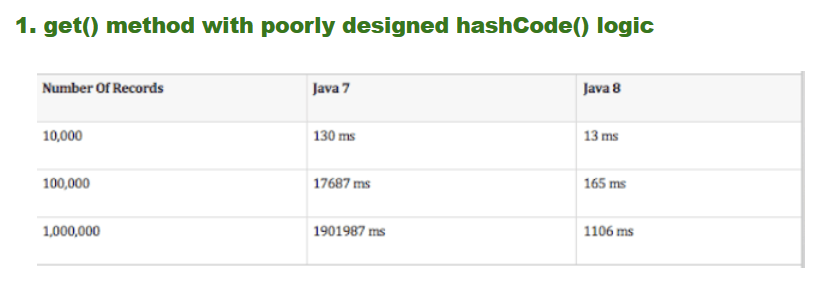 1. get() method with poorly designed hashCode() logic
Number Of Records Java 7 Java 8
10,000 130 ms 13 ms
100,000 17687 ms 165 ms
1,000,000 1901987 ms 1106 ms